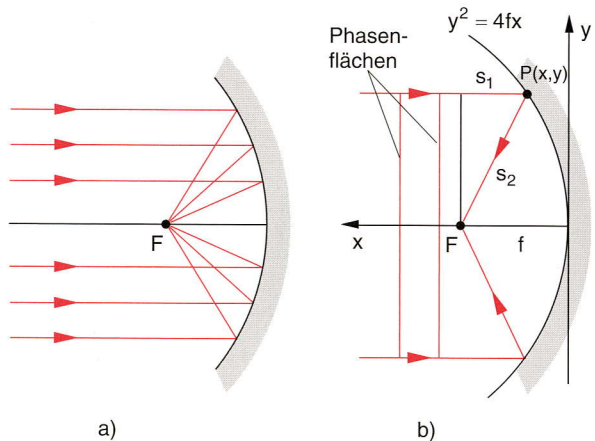 F
a)
Phasen-
flächen
y² = 4fx
y
s₁
P(x,y)
s₂
x
F
f
b)